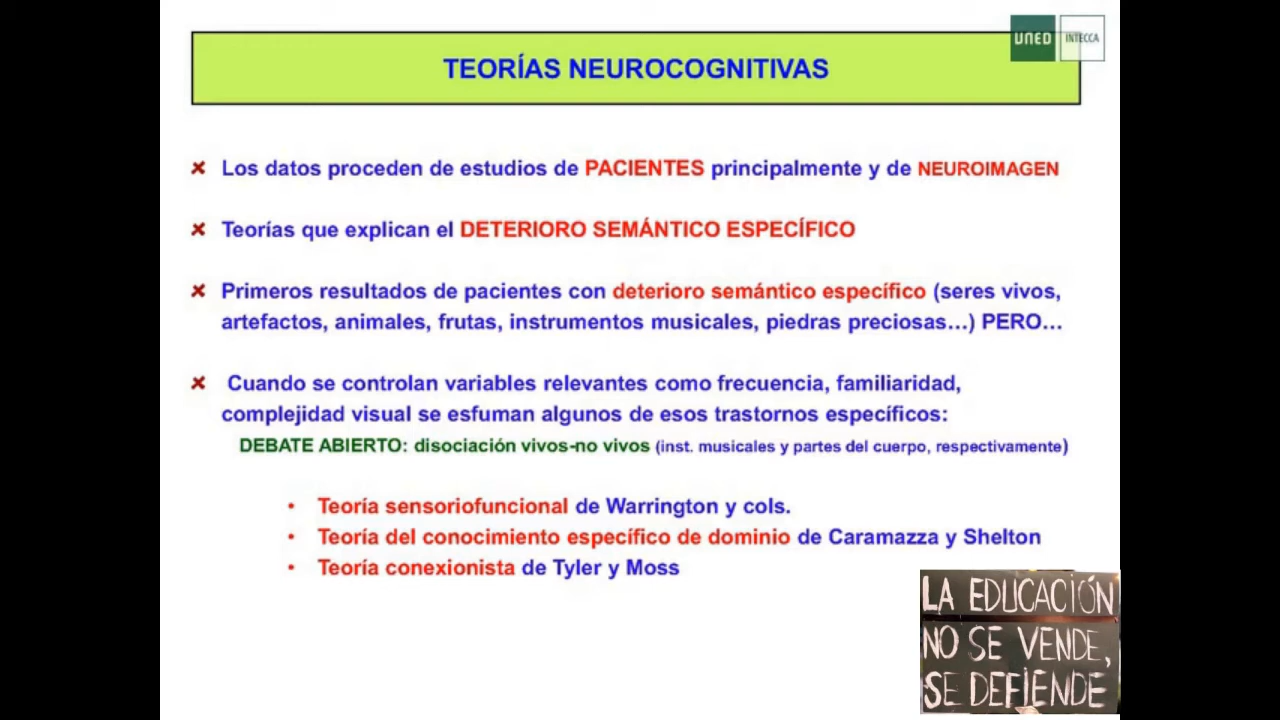 UNED INTECCA
TEORÍAS NEUROCOGNITIVAS
Los datos proceden de estudios de PACIENTES principalmente y de NEUROIMAGEN
Teorías que explican el DETERIORO SEMÁNTICO ESPECÍFICO
Primeros resultados de pacientes con deterioro semántico específico (seres vivos,
artefactos, animales, frutas, instrumentos musicales, piedras preciosas…) PERO…
Cuando se controlan variables relevantes como frecuencia, familiaridad,
complejidad visual se esfuman algunos de esos trastornos específicos:
DEBATE ABIERTO: disociación vivos-no vivos (inst. musicales y partes del cuerpo, respectivamente)
• Teoría sensoriofuncional de Warrington y cols.
• Teoría del conocimiento específico de dominio de Caramazza y Shelton
• Teoría conexionista de Tyler y Moss
LA EDUCACIÓN
NO SE VENDE,
SE DEFIENDE